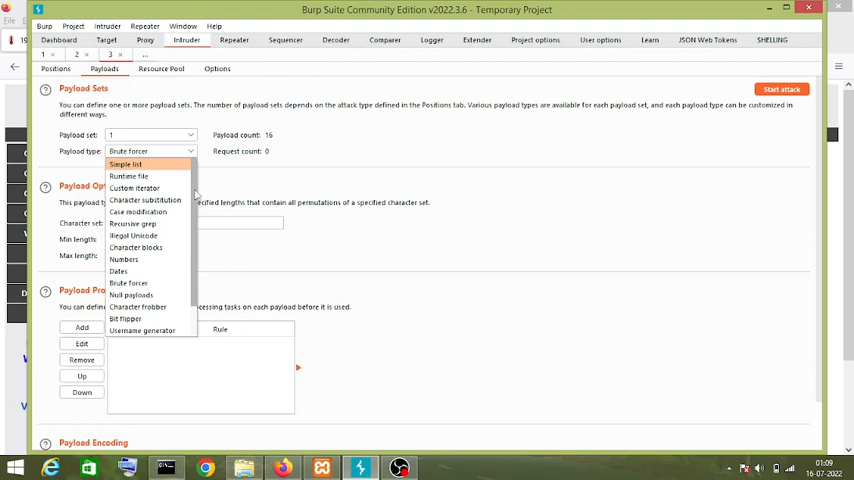 Burp Suite Community Edition v2022.3.6 - Temporary Project
Burp Project Intruder Repeater Window Help
Dashboard Target Proxy Intruder Repeater Sequencer Decoder Comparer Logger Extender Project options User options Learn JSON Web Tokens SHELLING
1 × 2 × 3 × ...
Positions Payloads Resource Pool Options
Payload Sets
Start attack
You can define one or more payload sets. The number of payload sets depends on the attack type defined in the Positions tab. Various payload types are available for each payload set, and each payload type can be customized in
different ways.
Payload set: 1 Payload count: 16
Payload type: Brute forcer Request count: 0
Simple list
Runtime file
Custom iterator
Character substitution
Case modification
Recursive grep
Illegal Unicode
Character blocks
Numbers
Dates
Brute forcer
Null payloads
Character frobber
Bit flipper
Username generator
Payload Op
This payload ty
ecified lengths that contain all permutations of a specified character set.
Character set:
Min length:
Max length:
Payload Pro
You can define
cessing tasks on each payload before it is used.
Add
Edit
Remove
Up
Down
Rule
Payload Encoding
01:09
16-07-2022